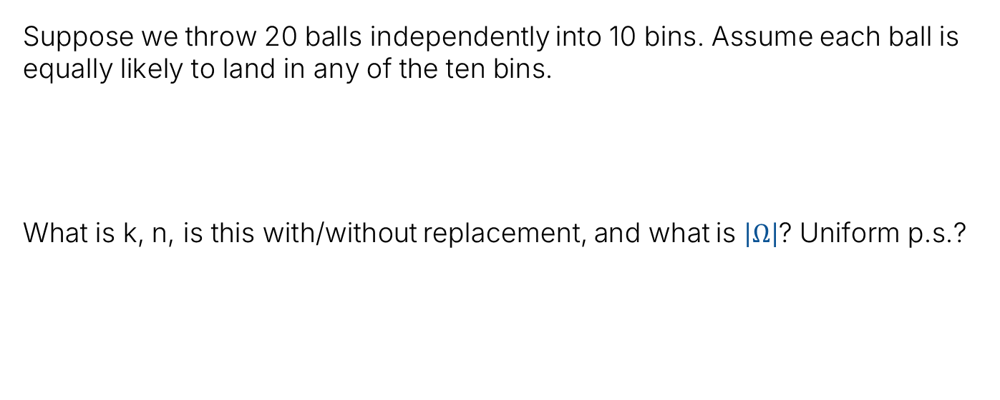 Suppose we throw 20 balls independently into 10 bins. Assume each ball is
equally likely to land in any of the ten bins.
What is k, n, is this with/without replacement, and what is |Ω|? Uniform p.s.?